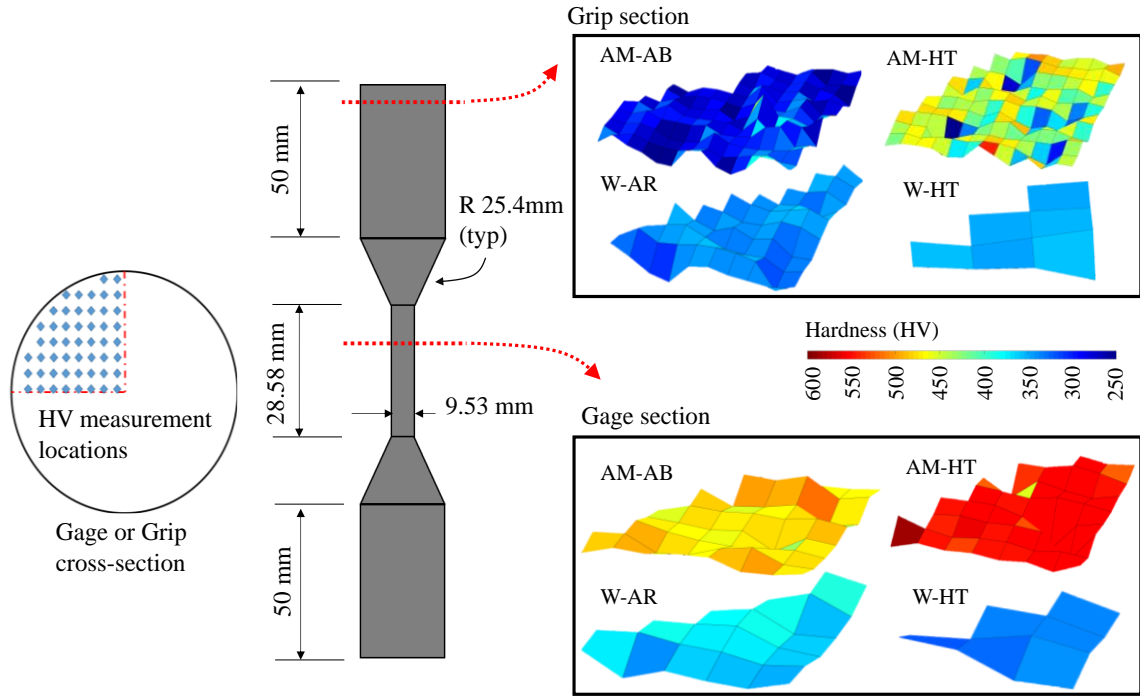 Grip section
AM-AB
AM-HT
W-AR
W-HT
50 mm
R 25.4mm
(typ)
28.58 mm
9.53 mm
50 mm
HV measurement
locations
Gage or Grip
cross-section
Hardness (HV)
600 550 500 450 400 350 300 250
Gage section
AM-AB
AM-HT
W-AR
W-HT